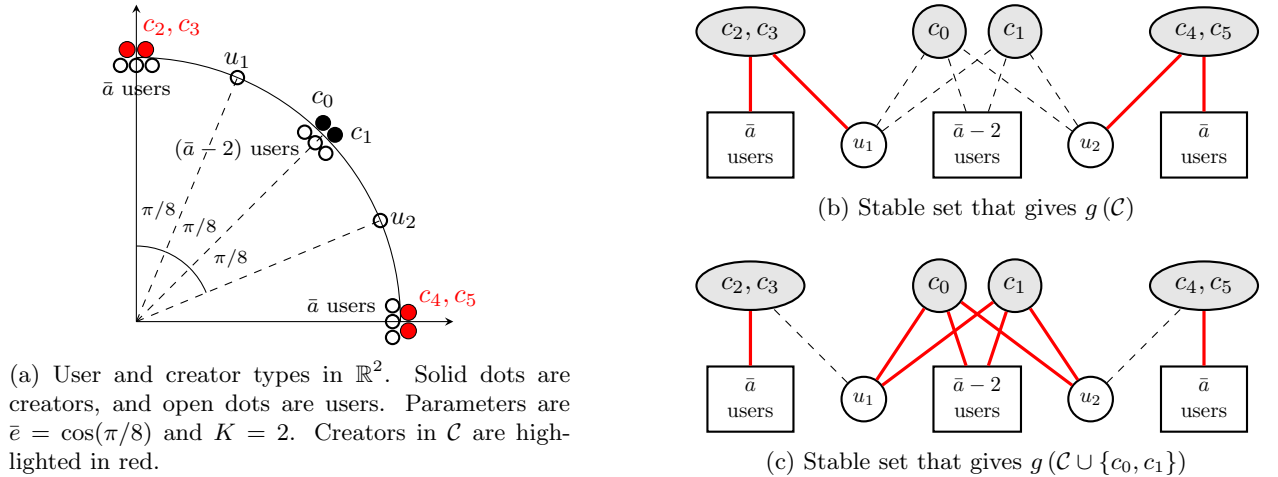 c₂, c₃
u₁
ā users
c₀
c₁
(ā − 2) users
π/8
π/8
π/8
u₂
ā users
c₄, c₅
(a) User and creator types in ℝ². Solid dots are
creators, and open dots are users. Parameters are
ē = cos(π/8) and K = 2. Creators in 𝒞 are high-
lighted in red.
c₂, c₃
c₀
c₁
c₄, c₅
ā
users
u₁
ā − 2
users
u₂
ā
users
(b) Stable set that gives g (𝒞)
c₂, c₃
c₀
c₁
c₄, c₅
ā
users
u₁
ā − 2
users
u₂
ā
users
(c) Stable set that gives g (𝒞 ∪ {c₀, c₁})